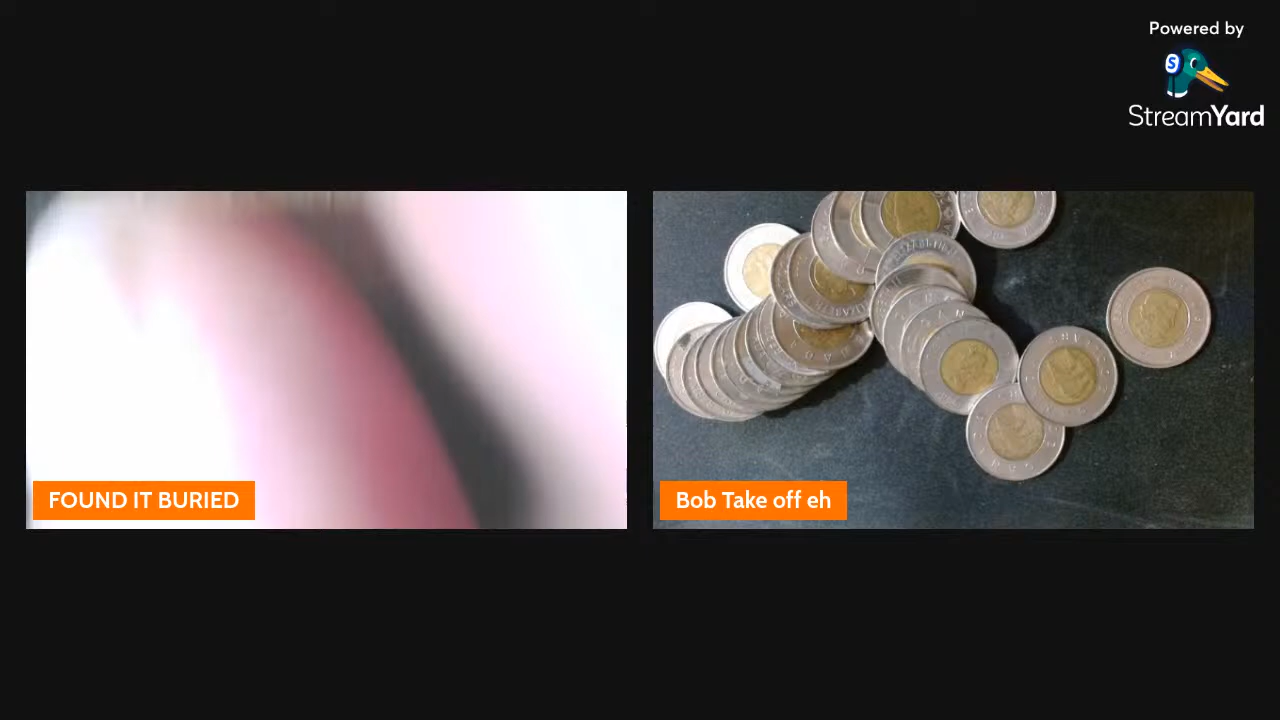 Powered by
S
StreamYard
FOUND IT BURIED
Bob Take off eh